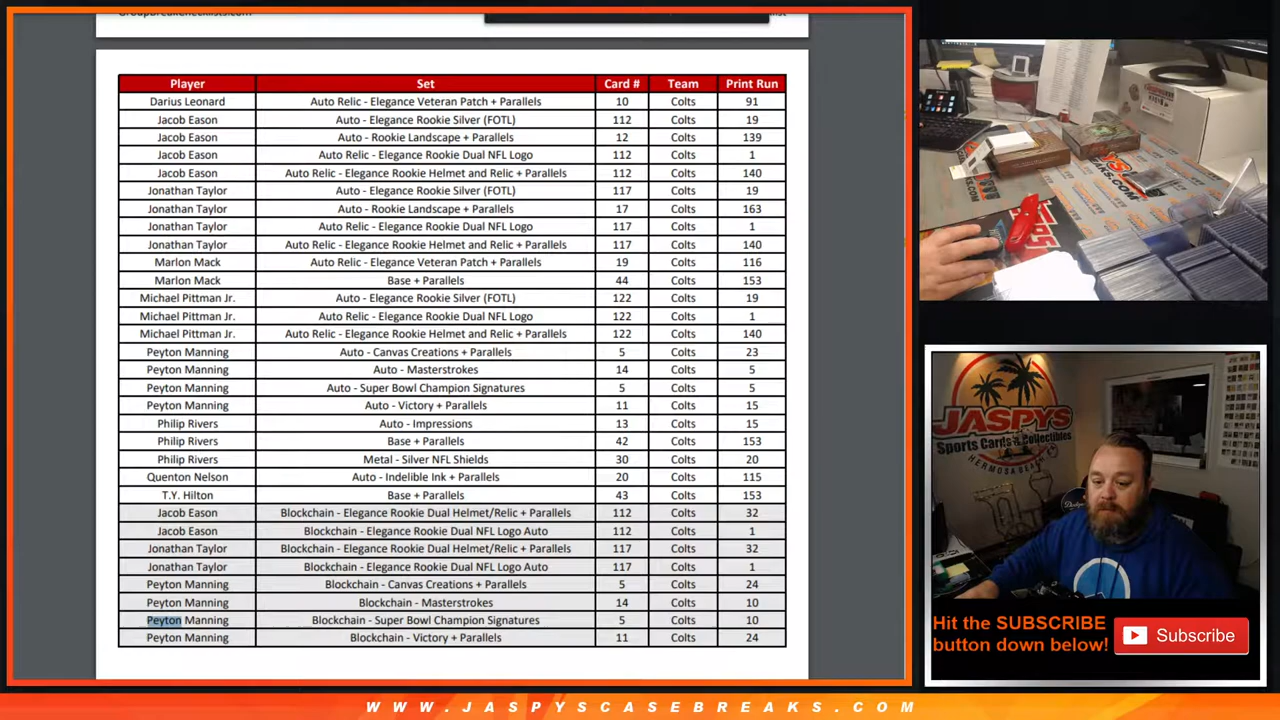 Player Set Card # Team Print Run
Darius Leonard Auto Relic - Elegance Veteran Patch + Parallels 10 Colts 91
Jacob Eason Auto - Elegance Rookie Silver (FOTL) 112 Colts 19
Jacob Eason Auto - Rookie Landscape + Parallels 12 Colts 139
Jacob Eason Auto Relic - Elegance Rookie Dual NFL Logo 112 Colts 1
Jacob Eason Auto Relic - Elegance Rookie Helmet and Relic + Parallels 112 Colts 140
Jonathan Taylor Auto - Elegance Rookie Silver (FOTL) 117 Colts 19
Jonathan Taylor Auto - Rookie Landscape + Parallels 17 Colts 163
Jonathan Taylor Auto Relic - Elegance Rookie Dual NFL Logo 117 Colts 1
Jonathan Taylor Auto Relic - Elegance Rookie Helmet and Relic + Parallels 117 Colts 140
Marlon Mack Auto Relic - Elegance Veteran Patch + Parallels 19 Colts 116
Marlon Mack Base + Parallels 44 Colts 153
Michael Pittman Jr. Auto - Elegance Rookie Silver (FOTL) 122 Colts 19
Michael Pittman Jr. Auto Relic - Elegance Rookie Dual NFL Logo 122 Colts 1
Michael Pittman Jr. Auto Relic - Elegance Rookie Helmet and Relic + Parallels 122 Colts 140
Peyton Manning Auto - Canvas Creations + Parallels 5 Colts 23
Peyton Manning Auto - Masterstrokes 14 Colts 5
Peyton Manning Auto - Super Bowl Champion Signatures 5 Colts 5
Peyton Manning Auto - Victory + Parallels 11 Colts 15
Philip Rivers Auto - Impressions 13 Colts 15
Philip Rivers Base + Parallels 42 Colts 153
Philip Rivers Metal - Silver NFL Shields 30 Colts 20
Quenton Nelson Auto - Indelible Ink + Parallels 20 Colts 115
T.Y. Hilton Base + Parallels 43 Colts 153
Jacob Eason Blockchain - Elegance Rookie Dual Helmet/Relic + Parallels 112 Colts 32
Jacob Eason Blockchain - Elegance Rookie Dual NFL Logo Auto 112 Colts 1
Jonathan Taylor Blockchain - Elegance Rookie Dual Helmet/Relic + Parallels 117 Colts 32
Jonathan Taylor Blockchain - Elegance Rookie Dual NFL Logo Auto 117 Colts 1
Peyton Manning Blockchain - Canvas Creations + Parallels 5 Colts 24
Peyton Manning Blockchain - Masterstrokes 14 Colts 10
Peyton Manning Blockchain - Super Bowl Champion Signatures 5 Colts 10
Peyton Manning Blockchain - Victory + Parallels 11 Colts 24
JASPYS
Sports Cards & Collectibles
HERMOSA BEACH
Hit the SUBSCRIBE
button down below!
Subscribe
WWW.JASPYSCASEBREAKS.COM